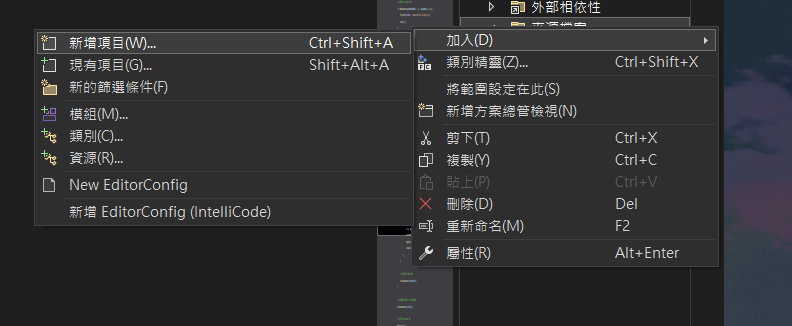 外部相依性
來源檔案
新增項目(W)... Ctrl+Shift+A
現有項目(G)... Shift+Alt+A
新的篩選條件(F)
模組(M)...
類別(C)...
資源(R)...
New EditorConfig
新增 EditorConfig (IntelliCode)
加入(D)
類別精靈(Z)... Ctrl+Shift+X
將範圍設定在此(S)
新增方案總管檢視(N)
剪下(T) Ctrl+X
複製(Y) Ctrl+C
貼上(P) Ctrl+V
刪除(D) Del
重新命名(M) F2
屬性(R) Alt+Enter